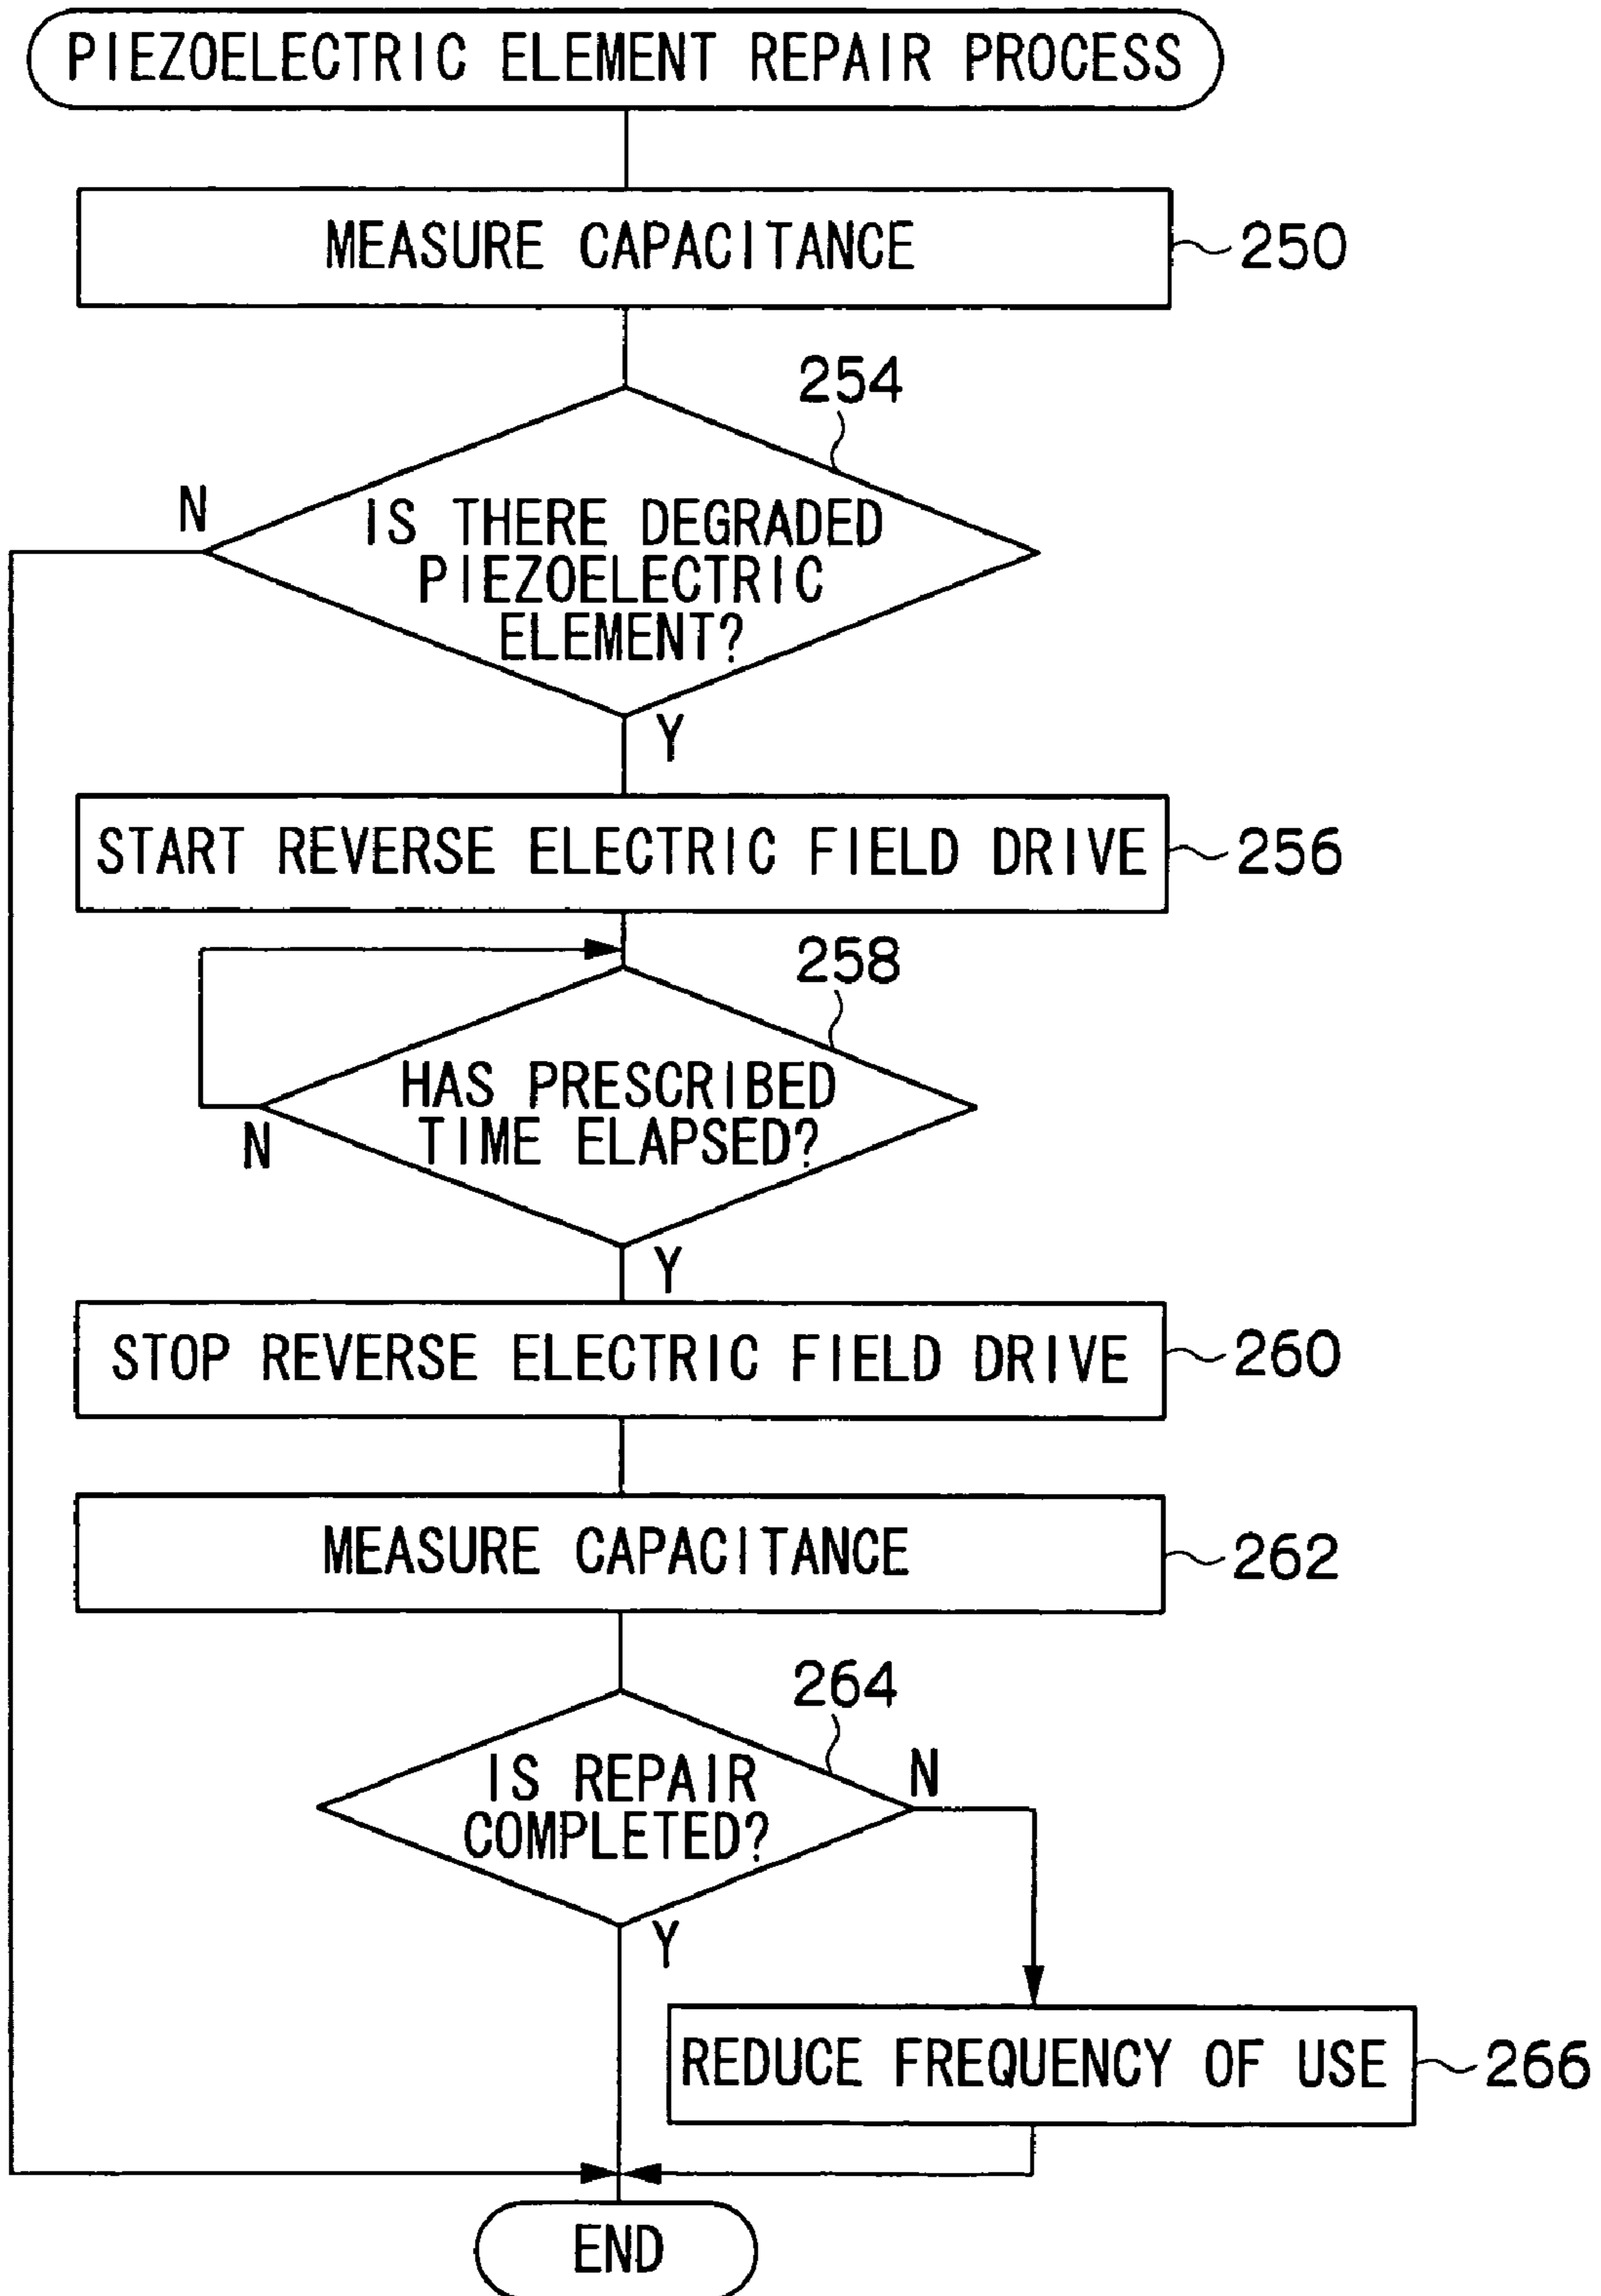 PIEZOELECTRIC ELEMENT REPAIR PROCESS
MEASURE CAPACITANCE
250
254
N
IS THERE DEGRADED
PIEZOELECTRIC
ELEMENT?
Y
START REVERSE ELECTRIC FIELD DRIVE
256
258
HAS PRESCRIBED
TIME ELAPSED?
N
Y
STOP REVERSE ELECTRIC FIELD DRIVE
260
MEASURE CAPACITANCE
262
264
N
IS REPAIR
COMPLETED?
Y
REDUCE FREQUENCY OF USE
266
END